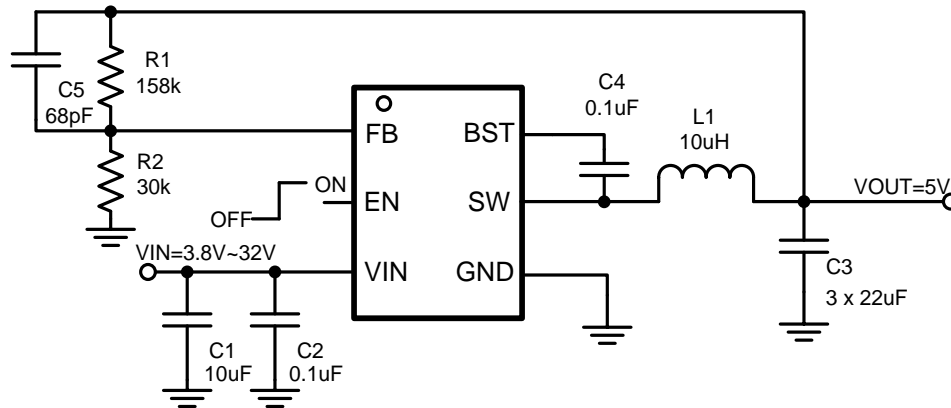 R1
158k
C5
68pF
R2
30k
C4
0.1uF
L1
10uH
FB
BST
ON
OFF
EN
SW
VOUT=5V
VIN=3.8V~32V
VIN
GND
C3
3 x 22uF
C1
10uF
C2
0.1uF